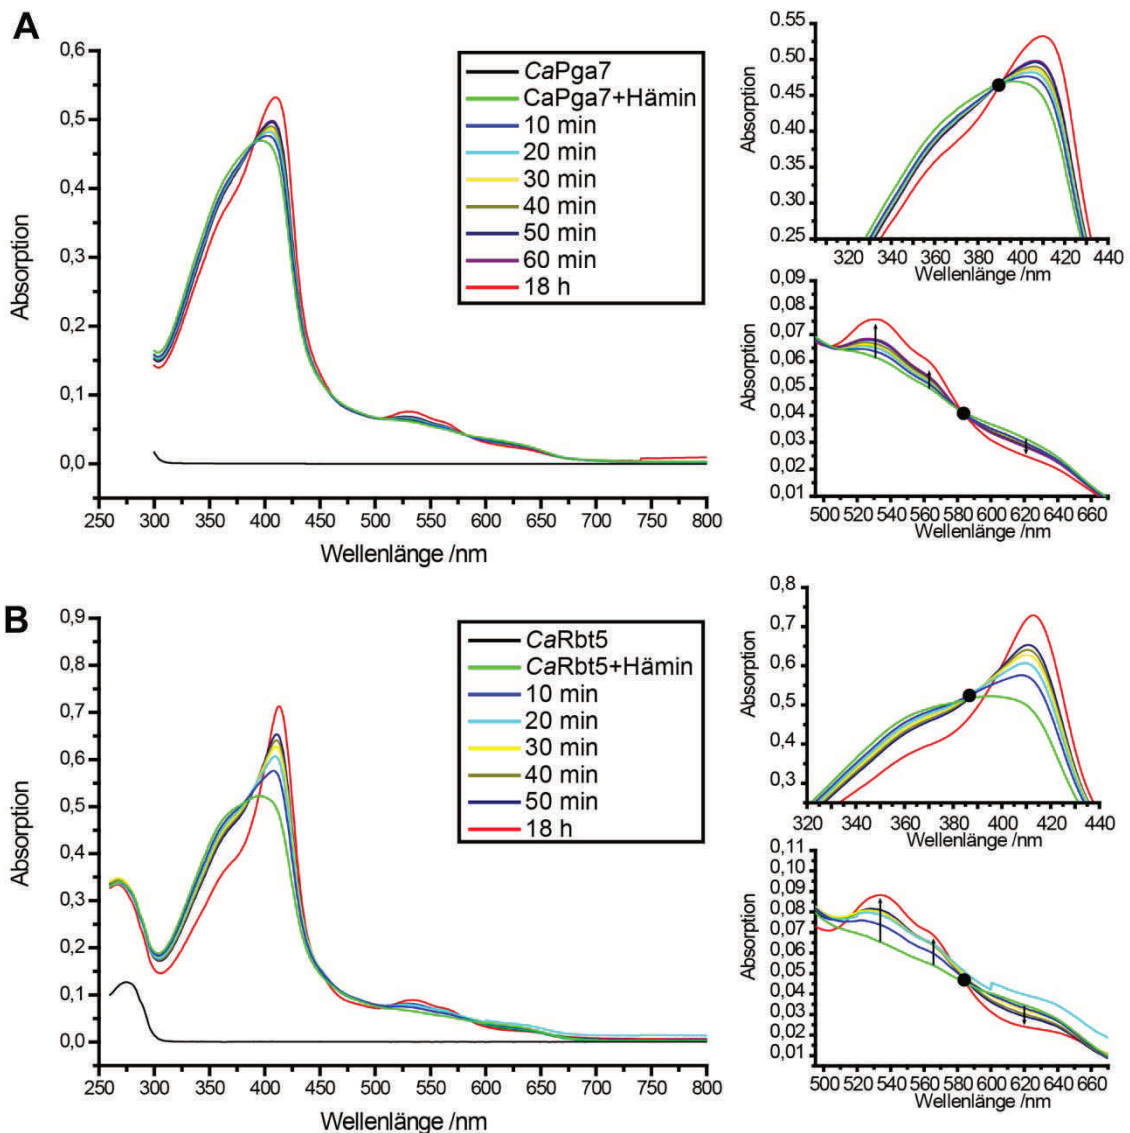 A
0,6
0,5
0,4
0,3
0,2
0,1
0,0
Absorption
250 300 350 400 450 500 550 600 650 700 750 800
Wellenlänge /nm
CaPga7
CaPga7+Hämin
10 min
20 min
30 min
40 min
50 min
60 min
18 h
0.55
0.50
0.45
0.40
0.35
0.30
0.25
Absorption
320 340 360 380 400 420 440
Wellenlänge /nm
0,09
0,08
0,07
0,06
0,05
0,04
0,03
0,02
0,01
Absorption
500 520 540 560 580 600 620 640 660
Wellenlänge /nm
B
0,9
0,8
0,7
0,6
0,5
0,4
0,3
0,2
0,1
0,0
Absorption
250 300 350 400 450 500 550 600 650 700 750 800
Wellenlänge /nm
CaRbt5
CaRbt5+Hämin
10 min
20 min
30 min
40 min
50 min
18 h
0,8
0,7
0,6
0,5
0,4
0,3
Absorption
320 340 360 380 400 420 440
Wellenlänge /nm
0,11
0,10
0,09
0,08
0,07
0,06
0,05
0,04
0,03
0,02
0,01
Absorption
500 520 540 560 580 600 620 640 660
Wellenlänge /nm